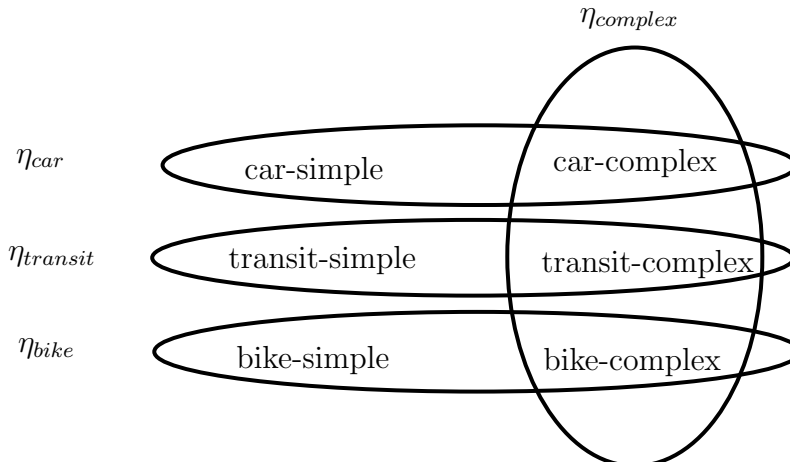 η_complex
η_car car-simple car-complex
η_transit transit-simple transit-complex
η_bike bike-simple bike-complex